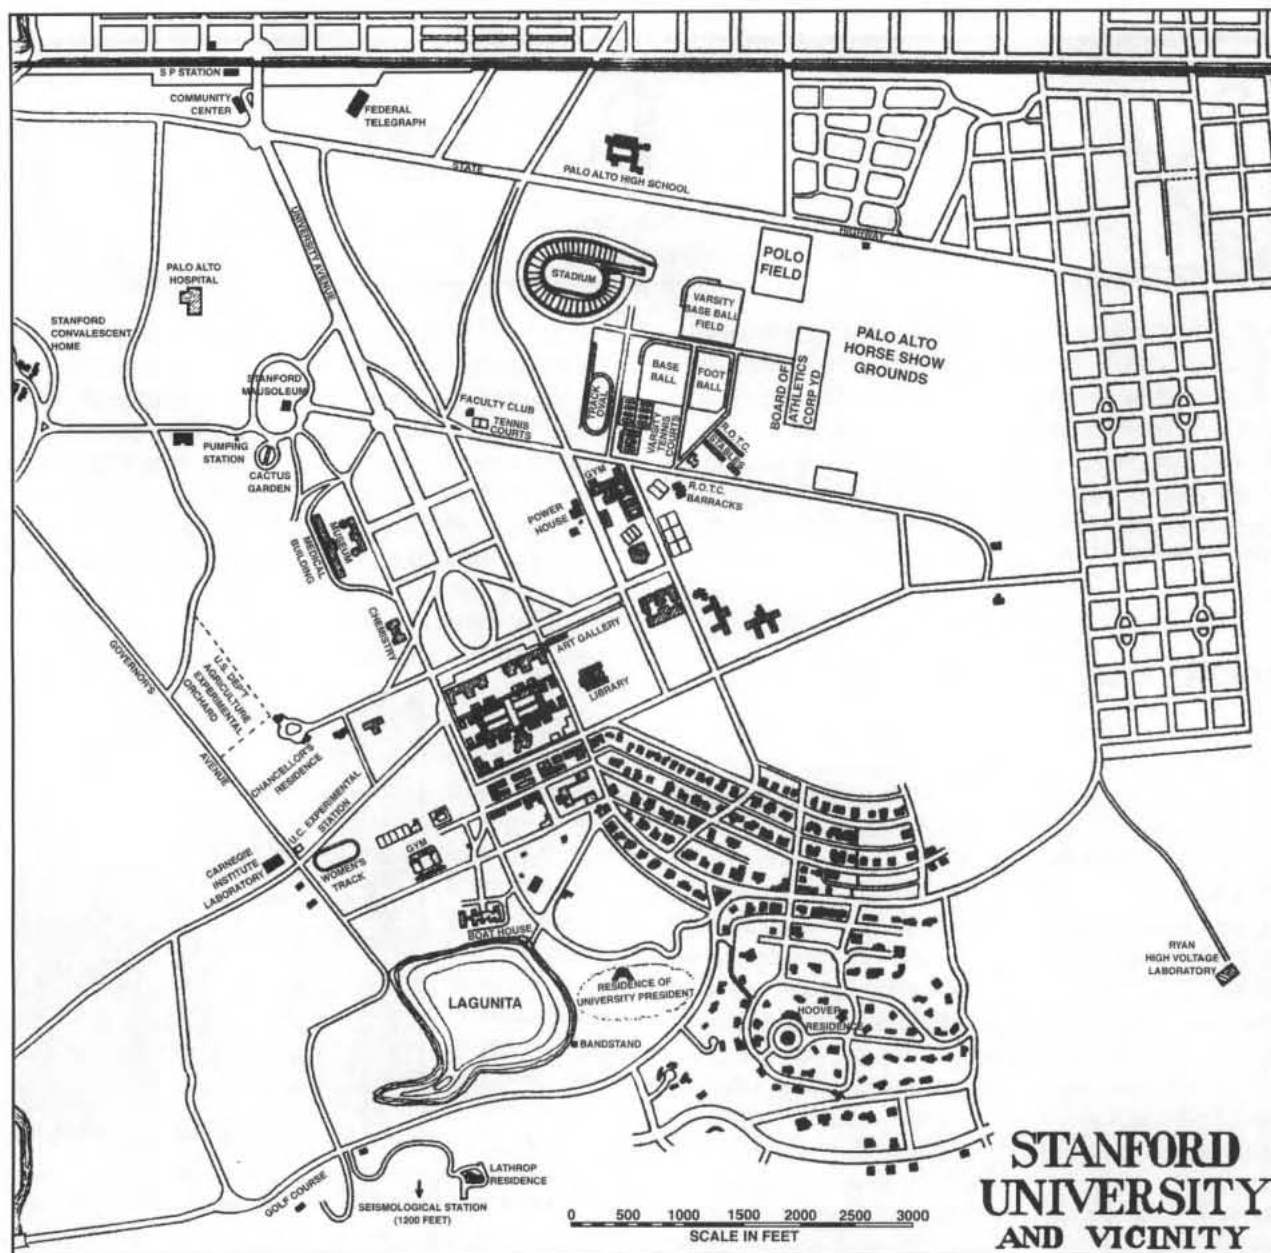 S P STATION
COMMUNITY
CENTER
FEDERAL
TELEGRAPH
STATE
PALO ALTO HIGH SCHOOL
HIGHWAY
UNIVERSITY AVENUE
PALO ALTO
HOSPITAL
STADIUM
POLO
FIELD
VARSITY
BASE BALL
FIELD
STANFORD
CONVALESCENT
HOME
PALO ALTO
HORSE SHOW
GROUNDS
BASE
BALL
FOOT
BALL
BOARD OF
ATHLETICS
CORP YD
STANFORD
MAUSOLEUM
TRACK
OVAL
FACULTY CLUB
TENNIS
COURTS
VARSITY
TENNIS
COURTS
R.O.T.C.
STABLES
PUMPING
STATION
CACTUS
GARDEN
GYM
R.O.T.C.
BARRACKS
POWER
HOUSE
MUSEUM
MEDICAL
BUILDING
CHEMISTRY
ART GALLERY
LIBRARY
GOVERNOR'S
AVENUE
U.S. DEP'T
AGRICULTURE
EXPERIMENTAL
ORCHARD
CHANCELLOR'S
RESIDENCE
U.C. EXPERIMENTAL
STATION
CARNEGIE
INSTITUTE
LABORATORY
WOMEN'S
TRACK
GYM
BOAT HOUSE
RYAN
HIGH VOLTAGE
LABORATORY
LAGUNITA
RESIDENCE OF
UNIVERSITY PRESIDENT
HOOVER
RESIDENCE
BANDSTAND
LATHROP
RESIDENCE
GOLF COURSE
SEISMOLOGICAL STATION
(1200 FEET)
0 500 1000 1500 2000 2500 3000
SCALE IN FEET
STANFORD
UNIVERSITY
AND VICINITY